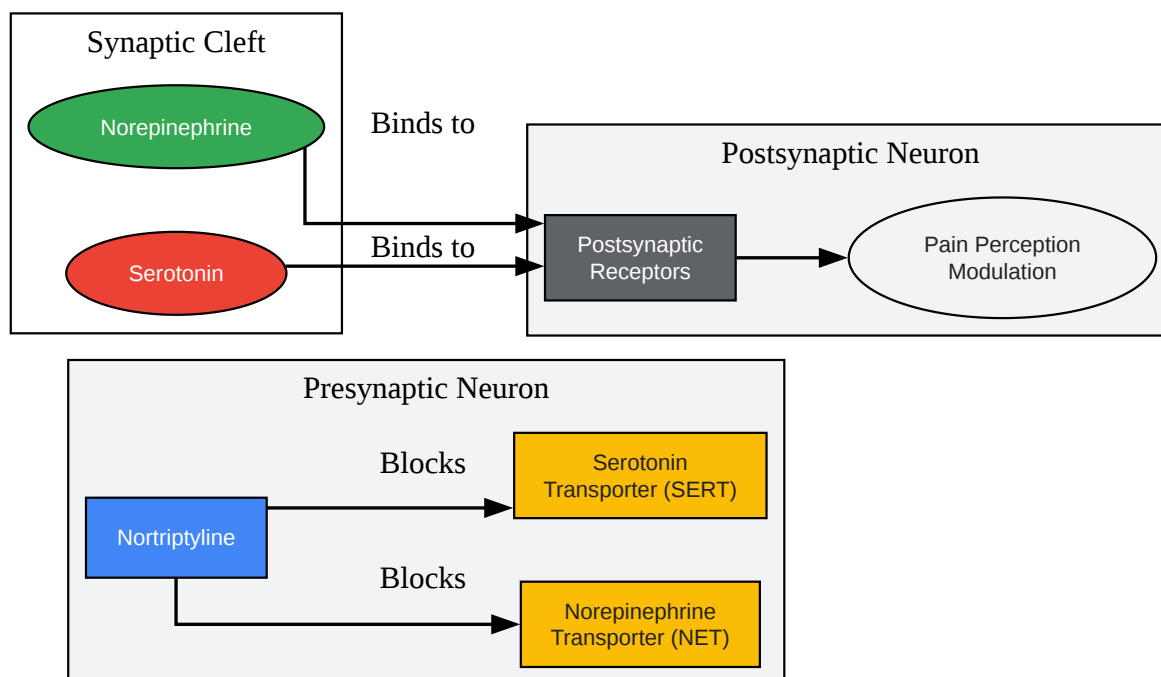 Synaptic Cleft
Norepinephrine
Binds to
Serotonin
Binds to
Postsynaptic Neuron
Postsynaptic
Receptors
Pain Perception
Modulation
Presynaptic Neuron
Nortriptyline
Blocks
Serotonin
Transporter (SERT)
Blocks
Norepinephrine
Transporter (NET)